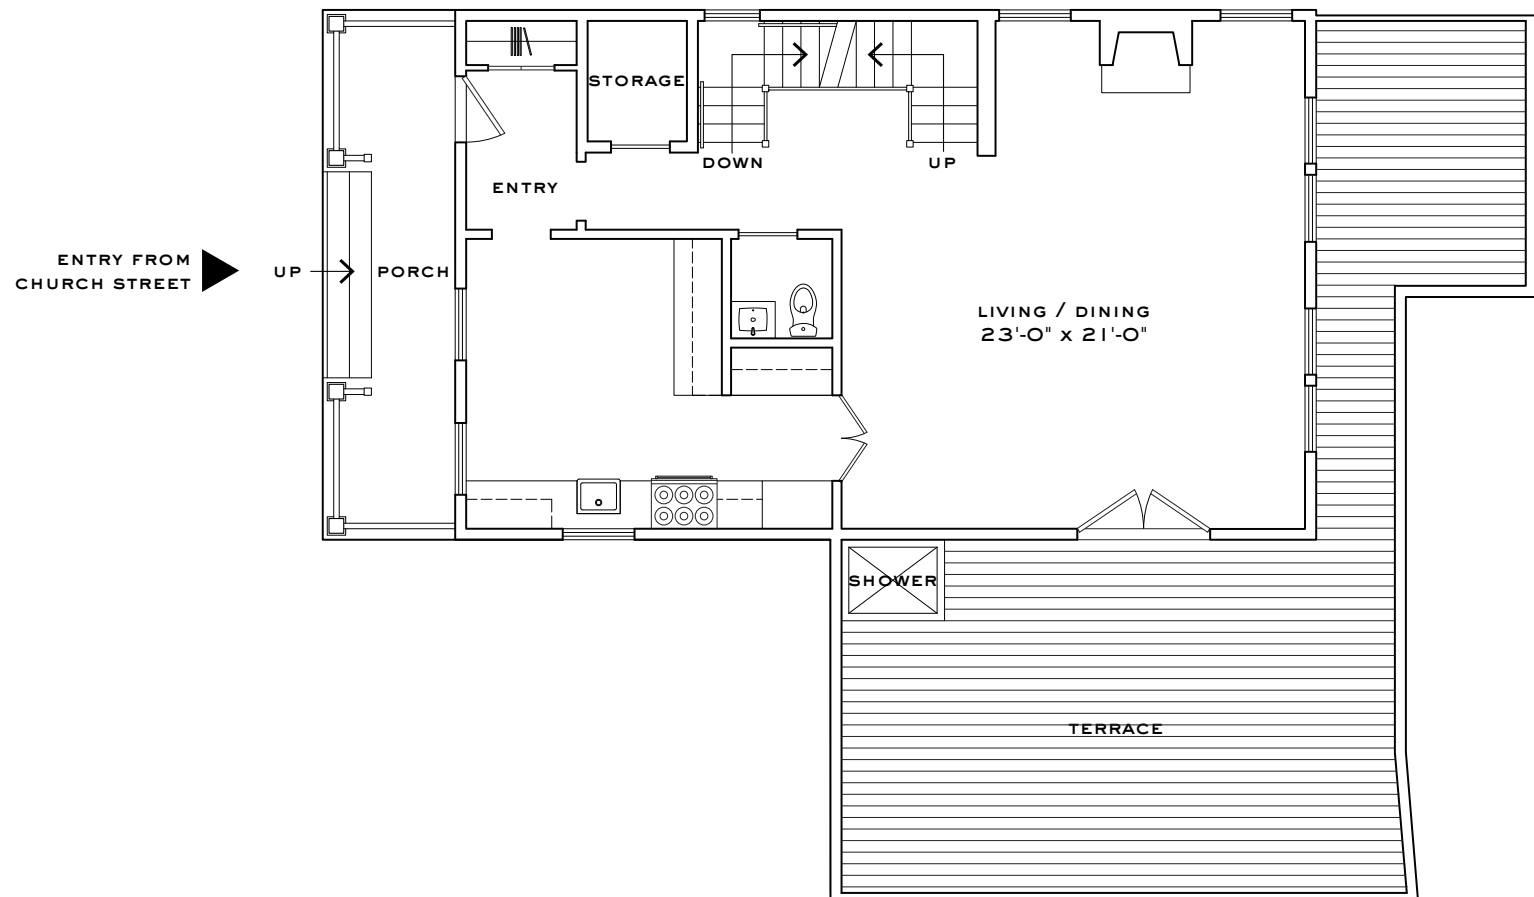 STORAGE
DOWN
UP
ENTRY
ENTRY FROM
CHURCH STREET
UP
PORCH
LIVING / DINING
23'-0" x 21'-0"
SHOWER
TERRACE